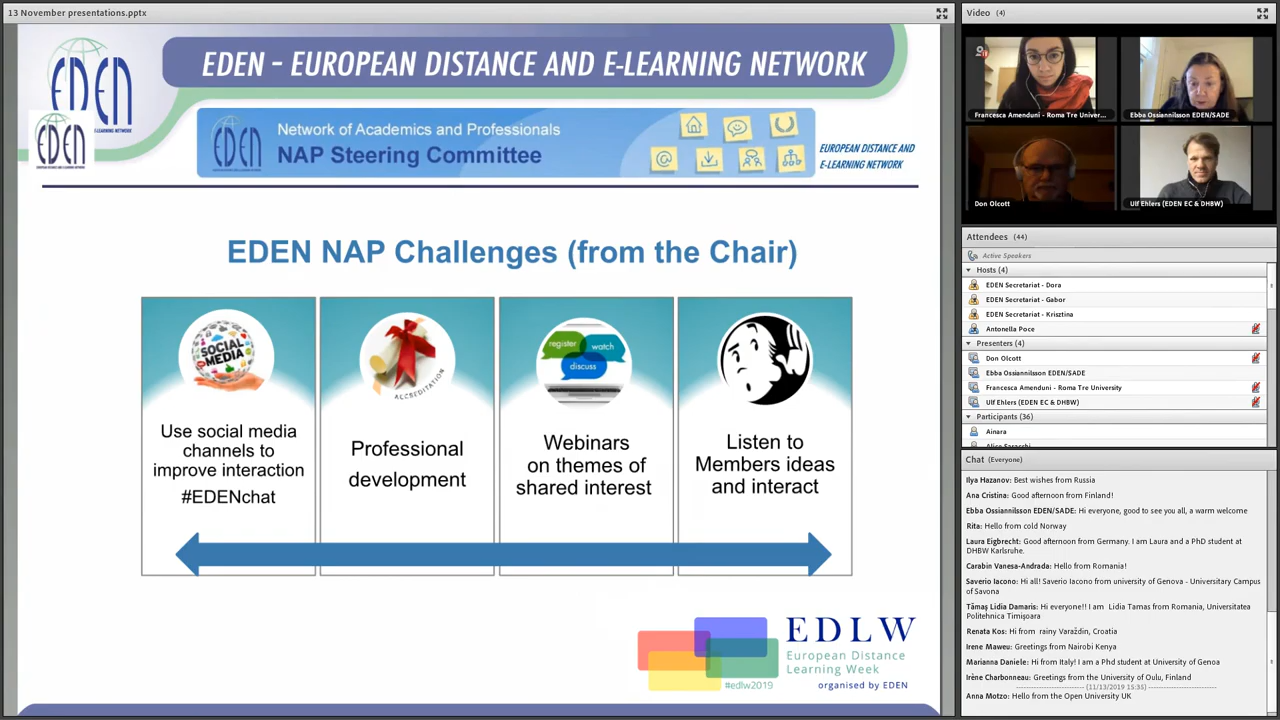 13 November presentations.pptx
EDEN
E-LEARNING NETWORK
EDEN
EDEN - EUROPEAN DISTANCE AND E-LEARNING NETWORK
EDEN
Network of Academics and Professionals
NAP Steering Committee
EUROPEAN DISTANCE AND
E-LEARNING NETWORK
EDEN NAP Challenges (from the Chair)
SOCIAL
MEDIA
Use social media
channels to
improve interaction
#EDENchat
ACCREDITATION
Professional
development
register
watch
discuss
Webinars
on themes of
shared interest
Listen to
Members ideas
and interact
EDLW
European Distance
Learning Week
#edlw2019
organised by EDEN
Video (4)
Francesca Amenduni - Roma Tre Univer...
Ebba Ossiannilsson EDEN/SADE
Don Olcott
Ulf Ehlers (EDEN EC & DHBW)
Attendees (44)
Active Speakers
Hosts (4)
EDEN Secretariat - Dora
EDEN Secretariat - Gabor
EDEN Secretariat - Krisztina
Antonella Poce
Presenters (4)
Don Olcott
Ebba Ossiannilsson EDEN/SADE
Francesca Amenduni - Roma Tre University
Ulf Ehlers (EDEN EC & DHBW)
Participants (36)
Ainara
Alice Faracchi
Chat (Everyone)
Ilya Hazanov: Best wishes from Russia
Ana Cristina: Good afternoon from Finland!
Ebba Ossiannilsson EDEN/SADE: Hi everyone, good to see you all, a warm welcome
Rita: Hello from cold Norway
Laura Eigbrecht: Good afternoon from Germany. I am Laura and a PhD student at
DHBW Karlsruhe.
Carabin Vanesa-Andrada: Hello from Romania!
Saverio Iacono: Hi all! Saverio Iacono from university of Genova - Universitary Campus
of Savona
Tâmaș Lidia Damaris: Hi everyone!! I am Lidia Tamas from Romania, Universitatea
Politehnica Timișoara
Renata Kos: Hi from rainy Varaždin, Croatia
Irene Maweu: Greetings from Nairobi Kenya
Marianna Daniele: Hi from Italy! I am a Phd student at University of Genoa
Irène Charbonneau: Greetings from the University of Oulu, Finland
(11/13/2019 15:35)
Anna Motzo: Hello from the Open University UK